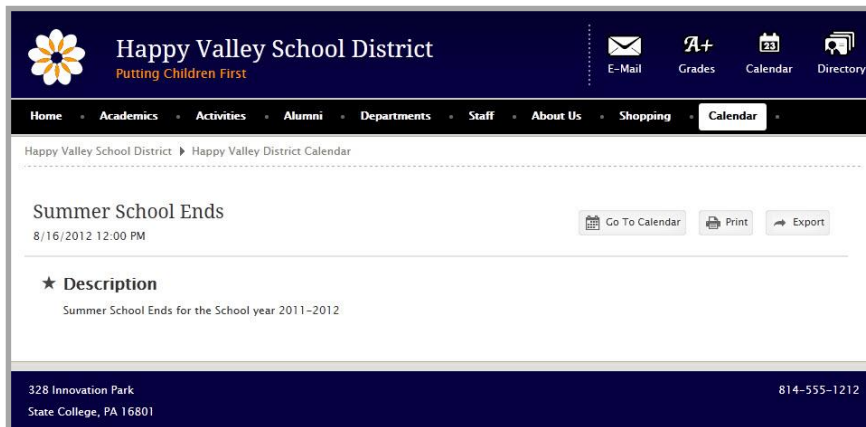 Happy Valley School District
Putting Children First
E-Mail
A+
Grades
23
Calendar
Directory
Home Academics Activities Alumni Departments Staff About Us Shopping Calendar
Happy Valley School District Happy Valley District Calendar
Summer School Ends
8/16/2012 12:00 PM
Go To Calendar Print Export
Description
Summer School Ends for the School year 2011-2012
328 Innovation Park
814-555-1212
State College, PA 16801